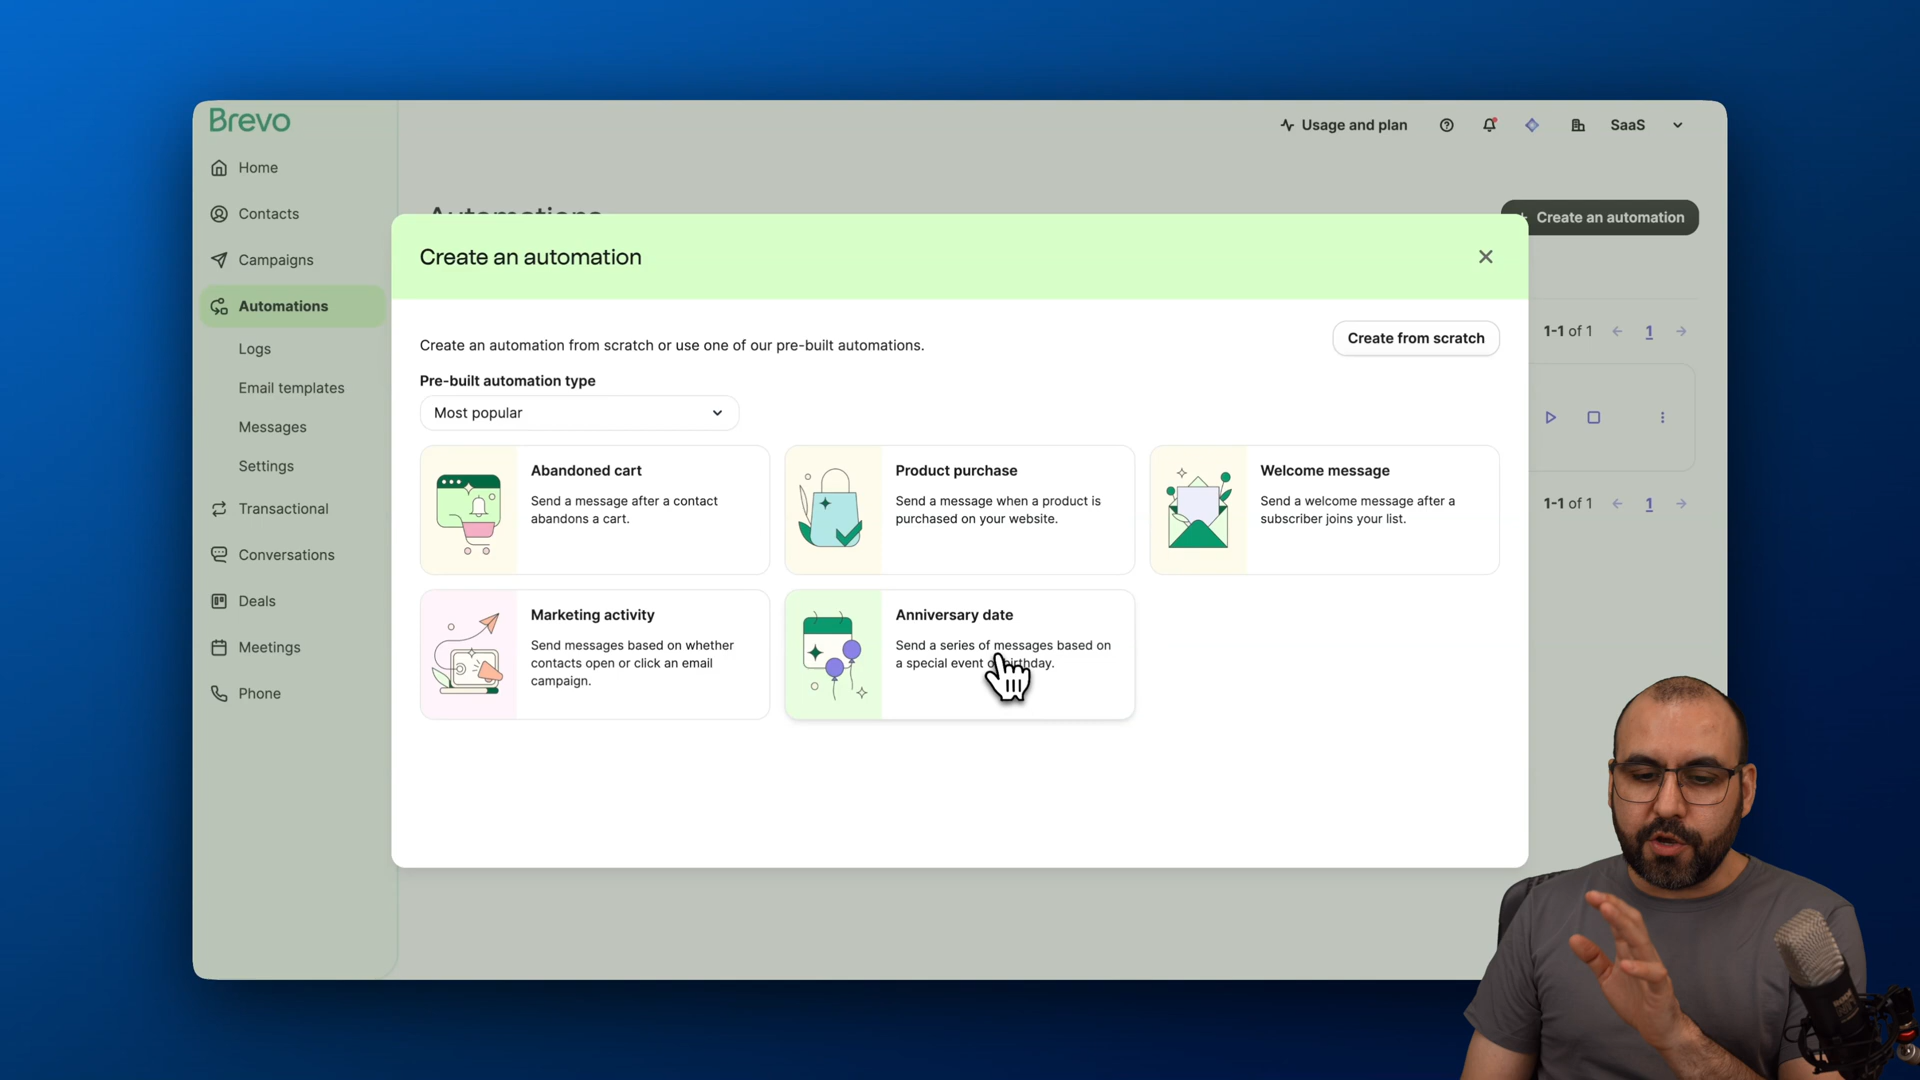 Brevo
Usage and plan
SaaS
Home
Contacts
Campaigns
Automations
Logs
Email templates
Messages
Settings
Transactional
Conversations
Deals
Meetings
Phone
Automations
Create an automation
1-1 of 1
1
1-1 of 1
1
Create an automation
Create an automation from scratch or use one of our pre-built automations.
Create from scratch
Pre-built automation type
Most popular
Abandoned cart
Send a message after a contact
abandons a cart.
Product purchase
Send a message when a product is
purchased on your website.
Welcome message
Send a welcome message after a
subscriber joins your list.
Marketing activity
Send messages based on whether
contacts open or click an email
campaign.
Anniversary date
Send a series of messages based on
a special event or birthday.